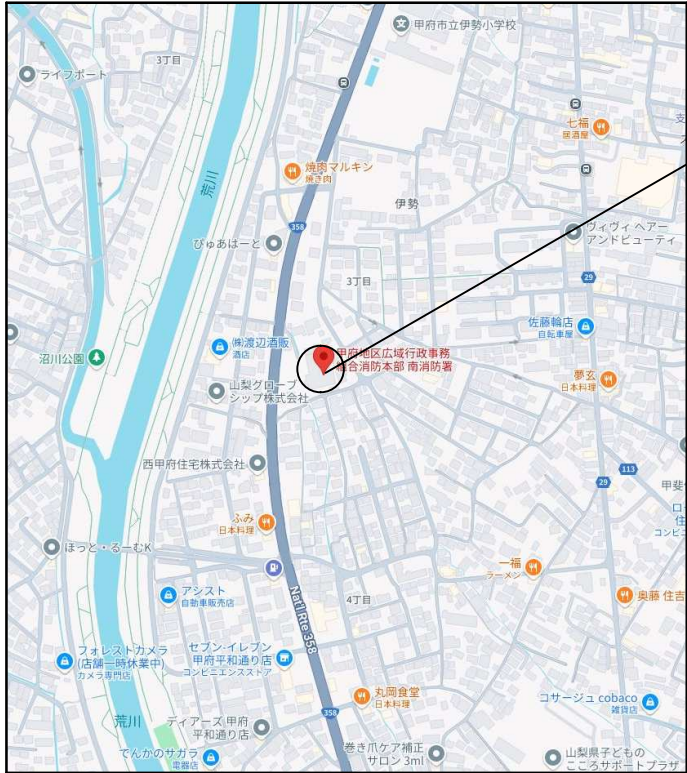 甲府市立伊勢小学校
3丁目
ライフポート
七福
居酒屋
焼肉マルキン
焼き肉
荒川
伊勢
358
ヴィヴィ ヘアー
アンドビューティ
ぴゅあはーと
3丁目
29
㈱渡辺酒販
酒店
佐藤輪店
自転車屋
沼川公園
甲府地区広域行政事務
組合消防本部 南消防署
山梨グローブ
シップ株式会社
夢玄
日本料理
西甲府住宅株式会社
113
29
甲斐
ふみ
日本料理
ロー
住
コンビニ
ほっと・るーむK
一福
ラーメン
アシスト
自動車販売店
4丁目
奥藤 住吉
Nat'l Rte 358
フォレストカメラ
(店舗一時休業中)
カメラ専門店
セブン-イレブン
甲府平和通り店
コンビニエンスストア
丸岡食堂
日本料理
コサージュ cobaco
雑貨店
358
荒川
ディアーズ 甲府
平和通り店
でんかのサガラ
電器店
巻き爪ケア補正
サロン 3ml
山梨県子どもの
こころサポートプラザ